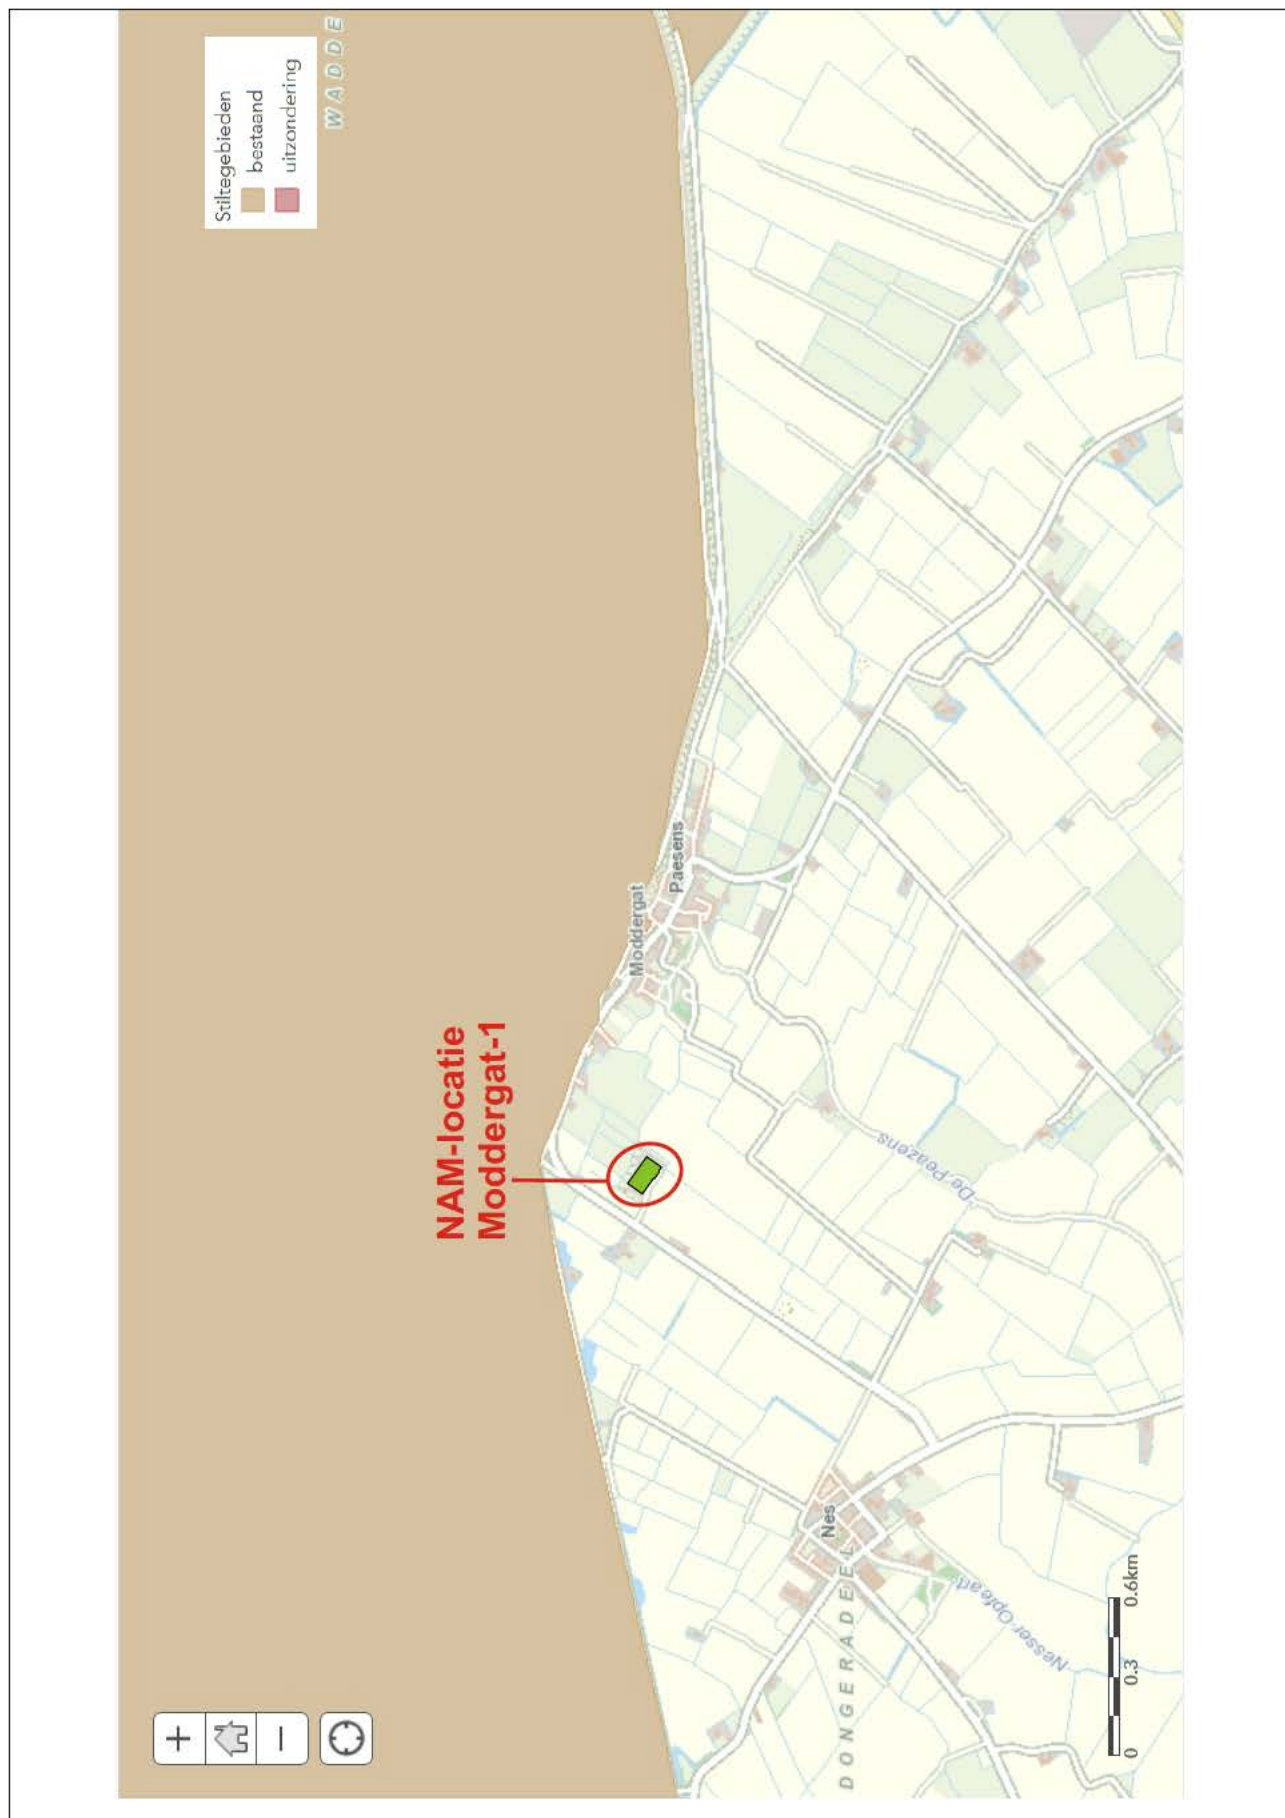 Stiltegebieden
bestaand
uitzondering
WADDE
NAM-locatie
Moddergat-1
Moddergat
Paesens
De Peazens
Nes
DONGERADEEL
Nesser Opfeart
0
0.3
0.6km
+
−